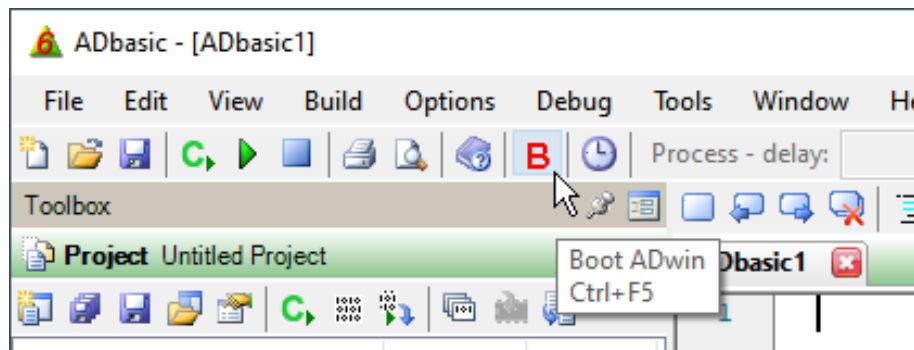 ADbasic - [ADbasic1]
File Edit View Build Options Debug Tools Window
C B Process - delay:
Toolbox
Project Untitled Project
Boot ADwin
Ctrl+F5
Dbasic1
C
1